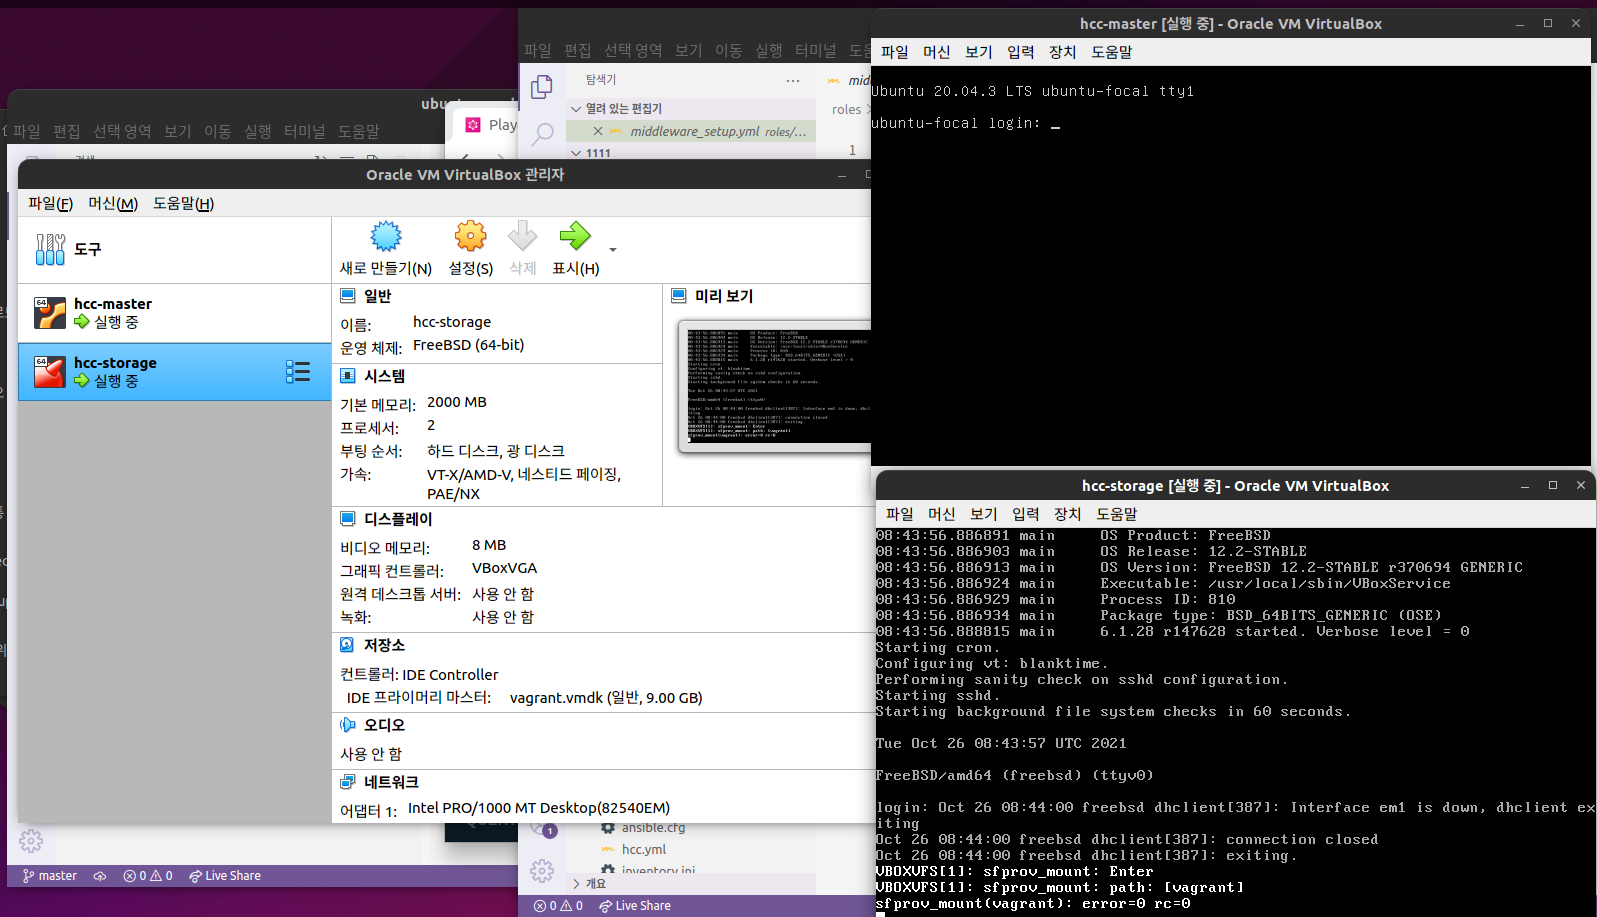 파일 편집 선택 영역 보기 이동 실행 터미널
탐색기
열려 있는 편집기
middleware_setup.yml roles/...
1111
roles
1
파일 편집 선택 영역 보기 이동 실행 터미널 도움말
Play
Oracle VM VirtualBox 관리자
파일(F) 머신(M) 도움말(H)
도구
새로 만들기(N) 설정(S) 삭제 표시(H)
64
hcc-master
실행 중
64
hcc-storage
실행 중
일반
이름: hcc-storage
운영 체제: FreeBSD (64-bit)
시스템
기본 메모리: 2000 MB
프로세서: 2
부팅 순서: 하드 디스크, 광 디스크
가속: VT-X/AMD-V, 네스티드 페이징,
PAE/NX
디스플레이
비디오 메모리: 8 MB
그래픽 컨트롤러: VBoxVGA
원격 데스크톱 서버: 사용 안 함
녹화: 사용 안 함
저장소
컨트롤러: IDE Controller
IDE 프라이머리 마스터: vagrant.vmdk (일반, 9.00 GB)
오디오
사용 안 함
네트워크
어댑터 1: Intel PRO/1000 MT Desktop(82540EM)
미리 보기
hcc-master [실행 중] - Oracle VM VirtualBox
파일 머신 보기 입력 장치 도움말
Ubuntu 20.04.3 LTS ubuntu-focal tty1
ubuntu-focal login: _
hcc-storage [실행 중] - Oracle VM VirtualBox
파일 머신 보기 입력 장치 도움말
08:43:56.886891 main OS Product: FreeBSD
08:43:56.886903 main OS Release: 12.2-STABLE
08:43:56.886913 main OS Version: FreeBSD 12.2-STABLE r370694 GENERIC
08:43:56.886924 main Executable: /usr/local/sbin/VBoxService
08:43:56.886929 main Process ID: 810
08:43:56.886934 main Package type: BSD_64BITS_GENERIC (OSE)
08:43:56.888815 main 6.1.28 r147628 started. Verbose level = 0
Starting cron.
Configuring vt: blanktime.
Performing sanity check on sshd configuration.
Starting sshd.
Starting background file system checks in 60 seconds.
Tue Oct 26 08:43:57 UTC 2021
FreeBSD/amd64 (freebsd) (ttyv0)
login: Oct 26 08:44:00 freebsd dhclient[387]: Interface em1 is down, dhclient ex
iting
Oct 26 08:44:00 freebsd dhclient[387]: connection closed
Oct 26 08:44:00 freebsd dhclient[387]: exiting.
VBOXVFS[1]: sfprov_mount: Enter
VBOXVFS[1]: sfprov_mount: path: [vagrant]
sfprov_mount(vagrant): error=0 rc=0
1
ansible.cfg
hcc.yml
inventory.ini
개요
master 0 0 Live Share
0 0 Live Share